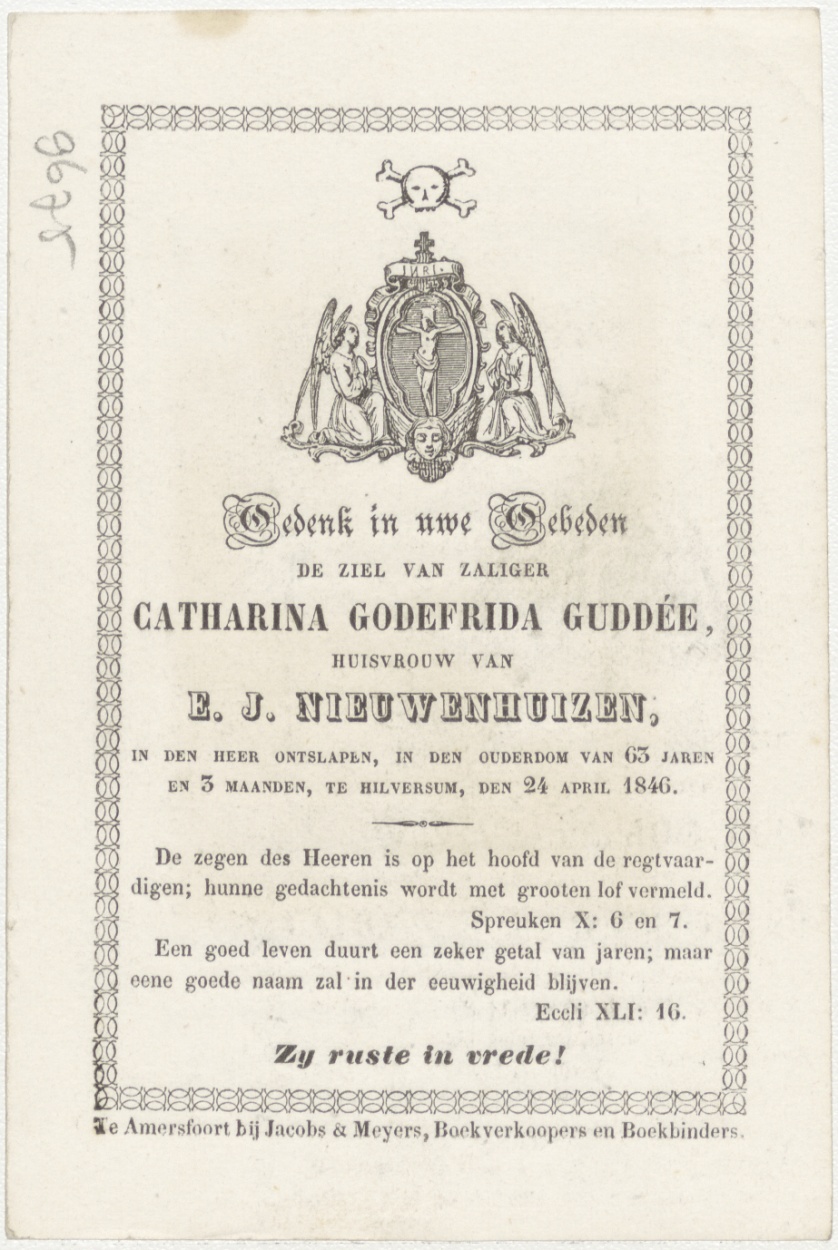 INRI.
Gedenk in uwe Gebeden
DE ZIEL VAN ZALIGER
CATHARINA GODEFRIDA GUDDÉE,
HUISVROUW VAN
E. J. NIEUWENHUIZEN,
IN DEN HEER ONTSLAPEN, IN DEN OUDERDOM VAN 63 JAREN
EN 3 MAANDEN, TE HILVERSUM, DEN 24 APRIL 1846.
De zegen des Heeren is op het hoofd van de regtvaar-
digen; hunne gedachtenis wordt met grooten lof vermeld.
Spreuken X: 6 en 7.
Een goed leven duurt een zeker getal van jaren; maar
eene goede naam zal in der eeuwigheid blijven.
Eccli XLI: 16.
Zy ruste in vrede!
Te Amersfoort bij Jacobs & Meyers, Boekverkoopers en Boekbinders.